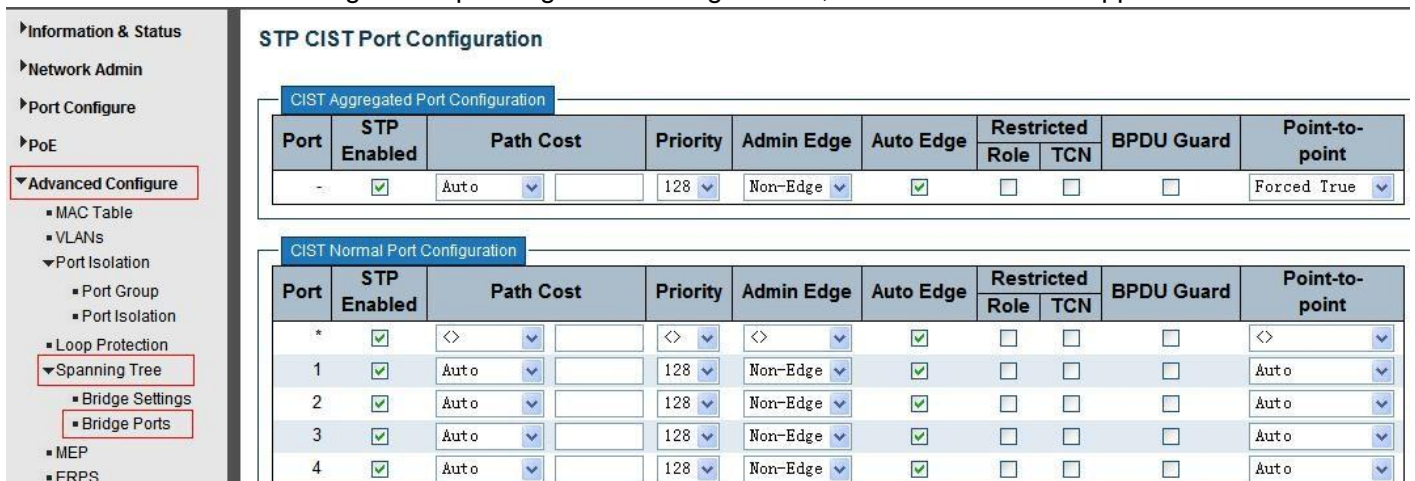 Information & Status
Network Admin
Port Configure
PoE
Advanced Configure
MAC Table
VLANs
Port Isolation
Port Group
Port Isolation
Loop Protection
Spanning Tree
Bridge Settings
Bridge Ports
MEP
ERPS
STP CIST Port Configuration
CIST Aggregated Port Configuration
Port STP Enabled Path Cost Priority Admin Edge Auto Edge Restricted Role TCN BPDU Guard Point-to-point
- Auto 128 Non-Edge Forced True
CIST Normal Port Configuration
Port STP Enabled Path Cost Priority Admin Edge Auto Edge Restricted Role TCN BPDU Guard Point-to-point
* <> <> <> <>
1 Auto 128 Non-Edge Auto
2 Auto 128 Non-Edge Auto
3 Auto 128 Non-Edge Auto
4 Auto 128 Non-Edge Auto